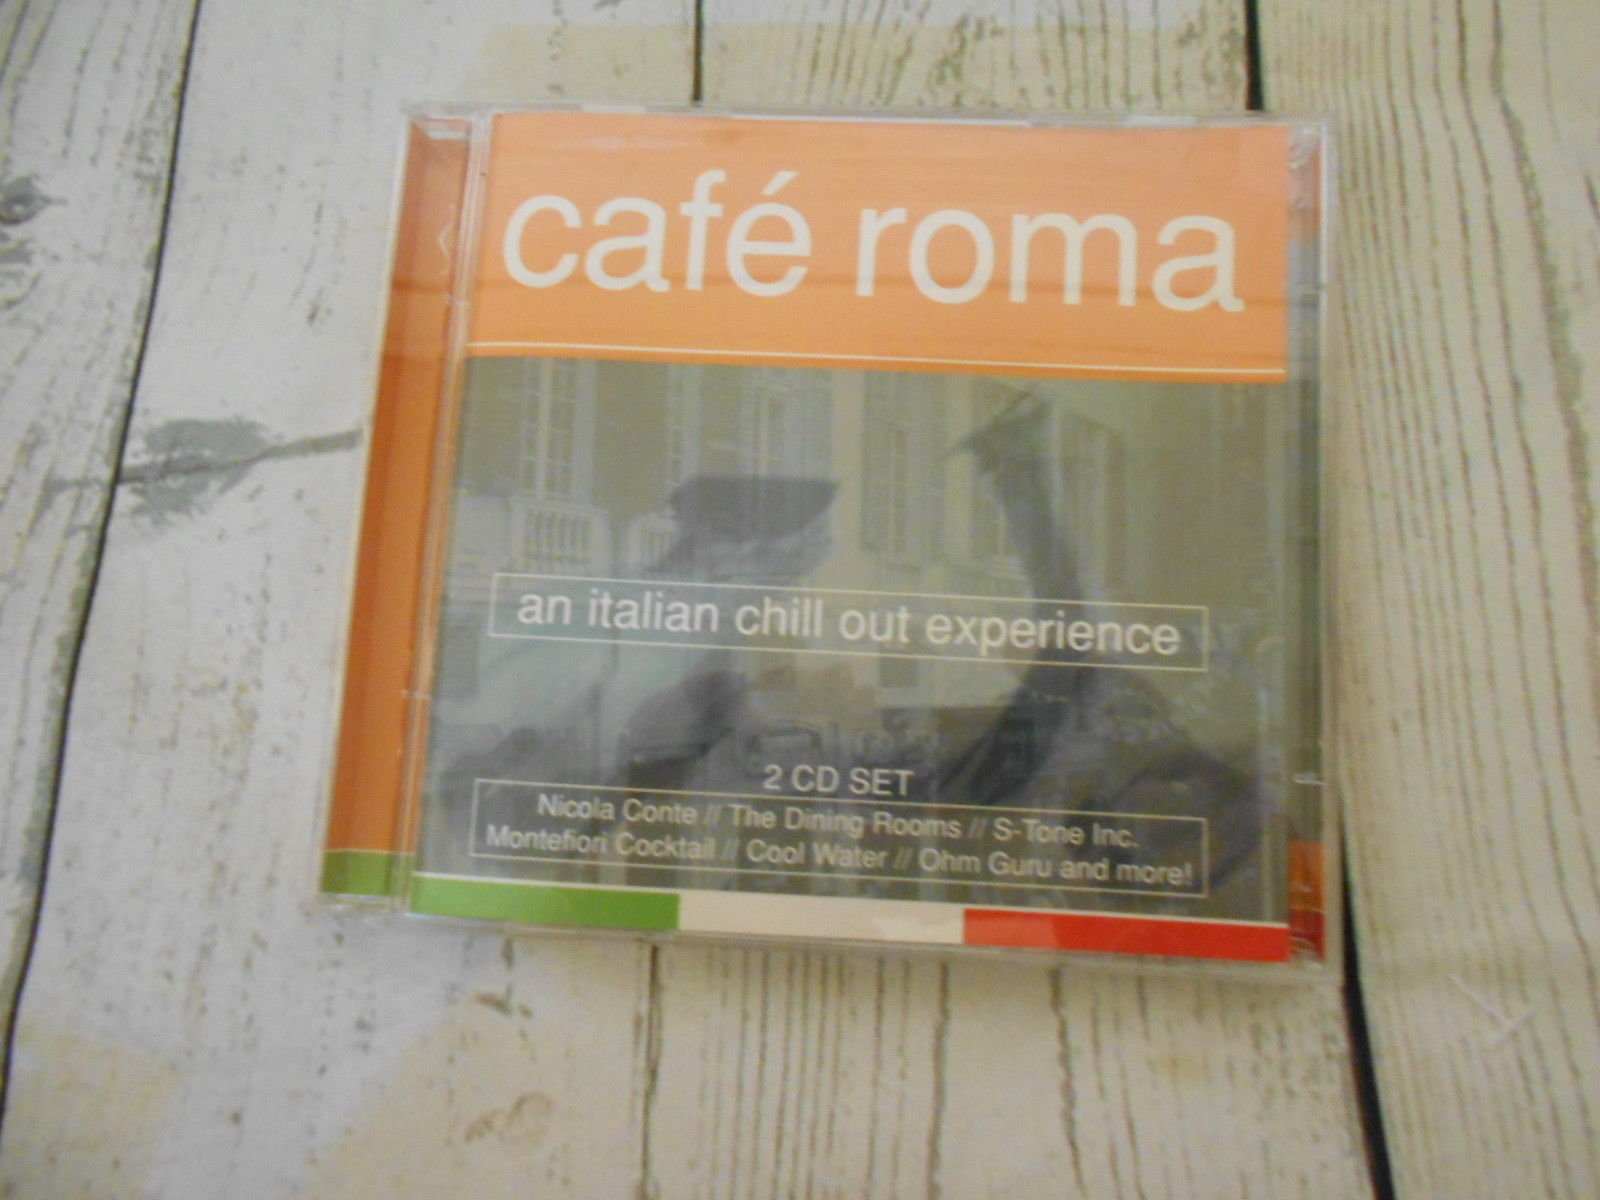 café roma
an italian chill out experience
2 CD SET
Nicola Conte // The Dining Rooms // S-Tone Inc.
Montefiori Cocktail // Cool Water // Ohm Guru and more!